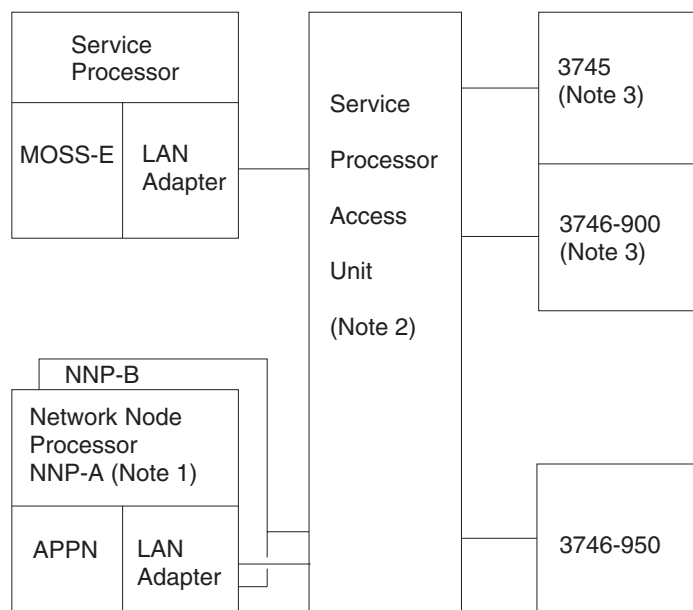 Service
Processor
MOSS-E
LAN
Adapter
NNP-B
Network Node
Processor
NNP-A (Note 1)
APPN
LAN
Adapter
Service
Processor
Access
Unit
(Note 2)
3745
(Note 3)
3746-900
(Note 3)
3746-950